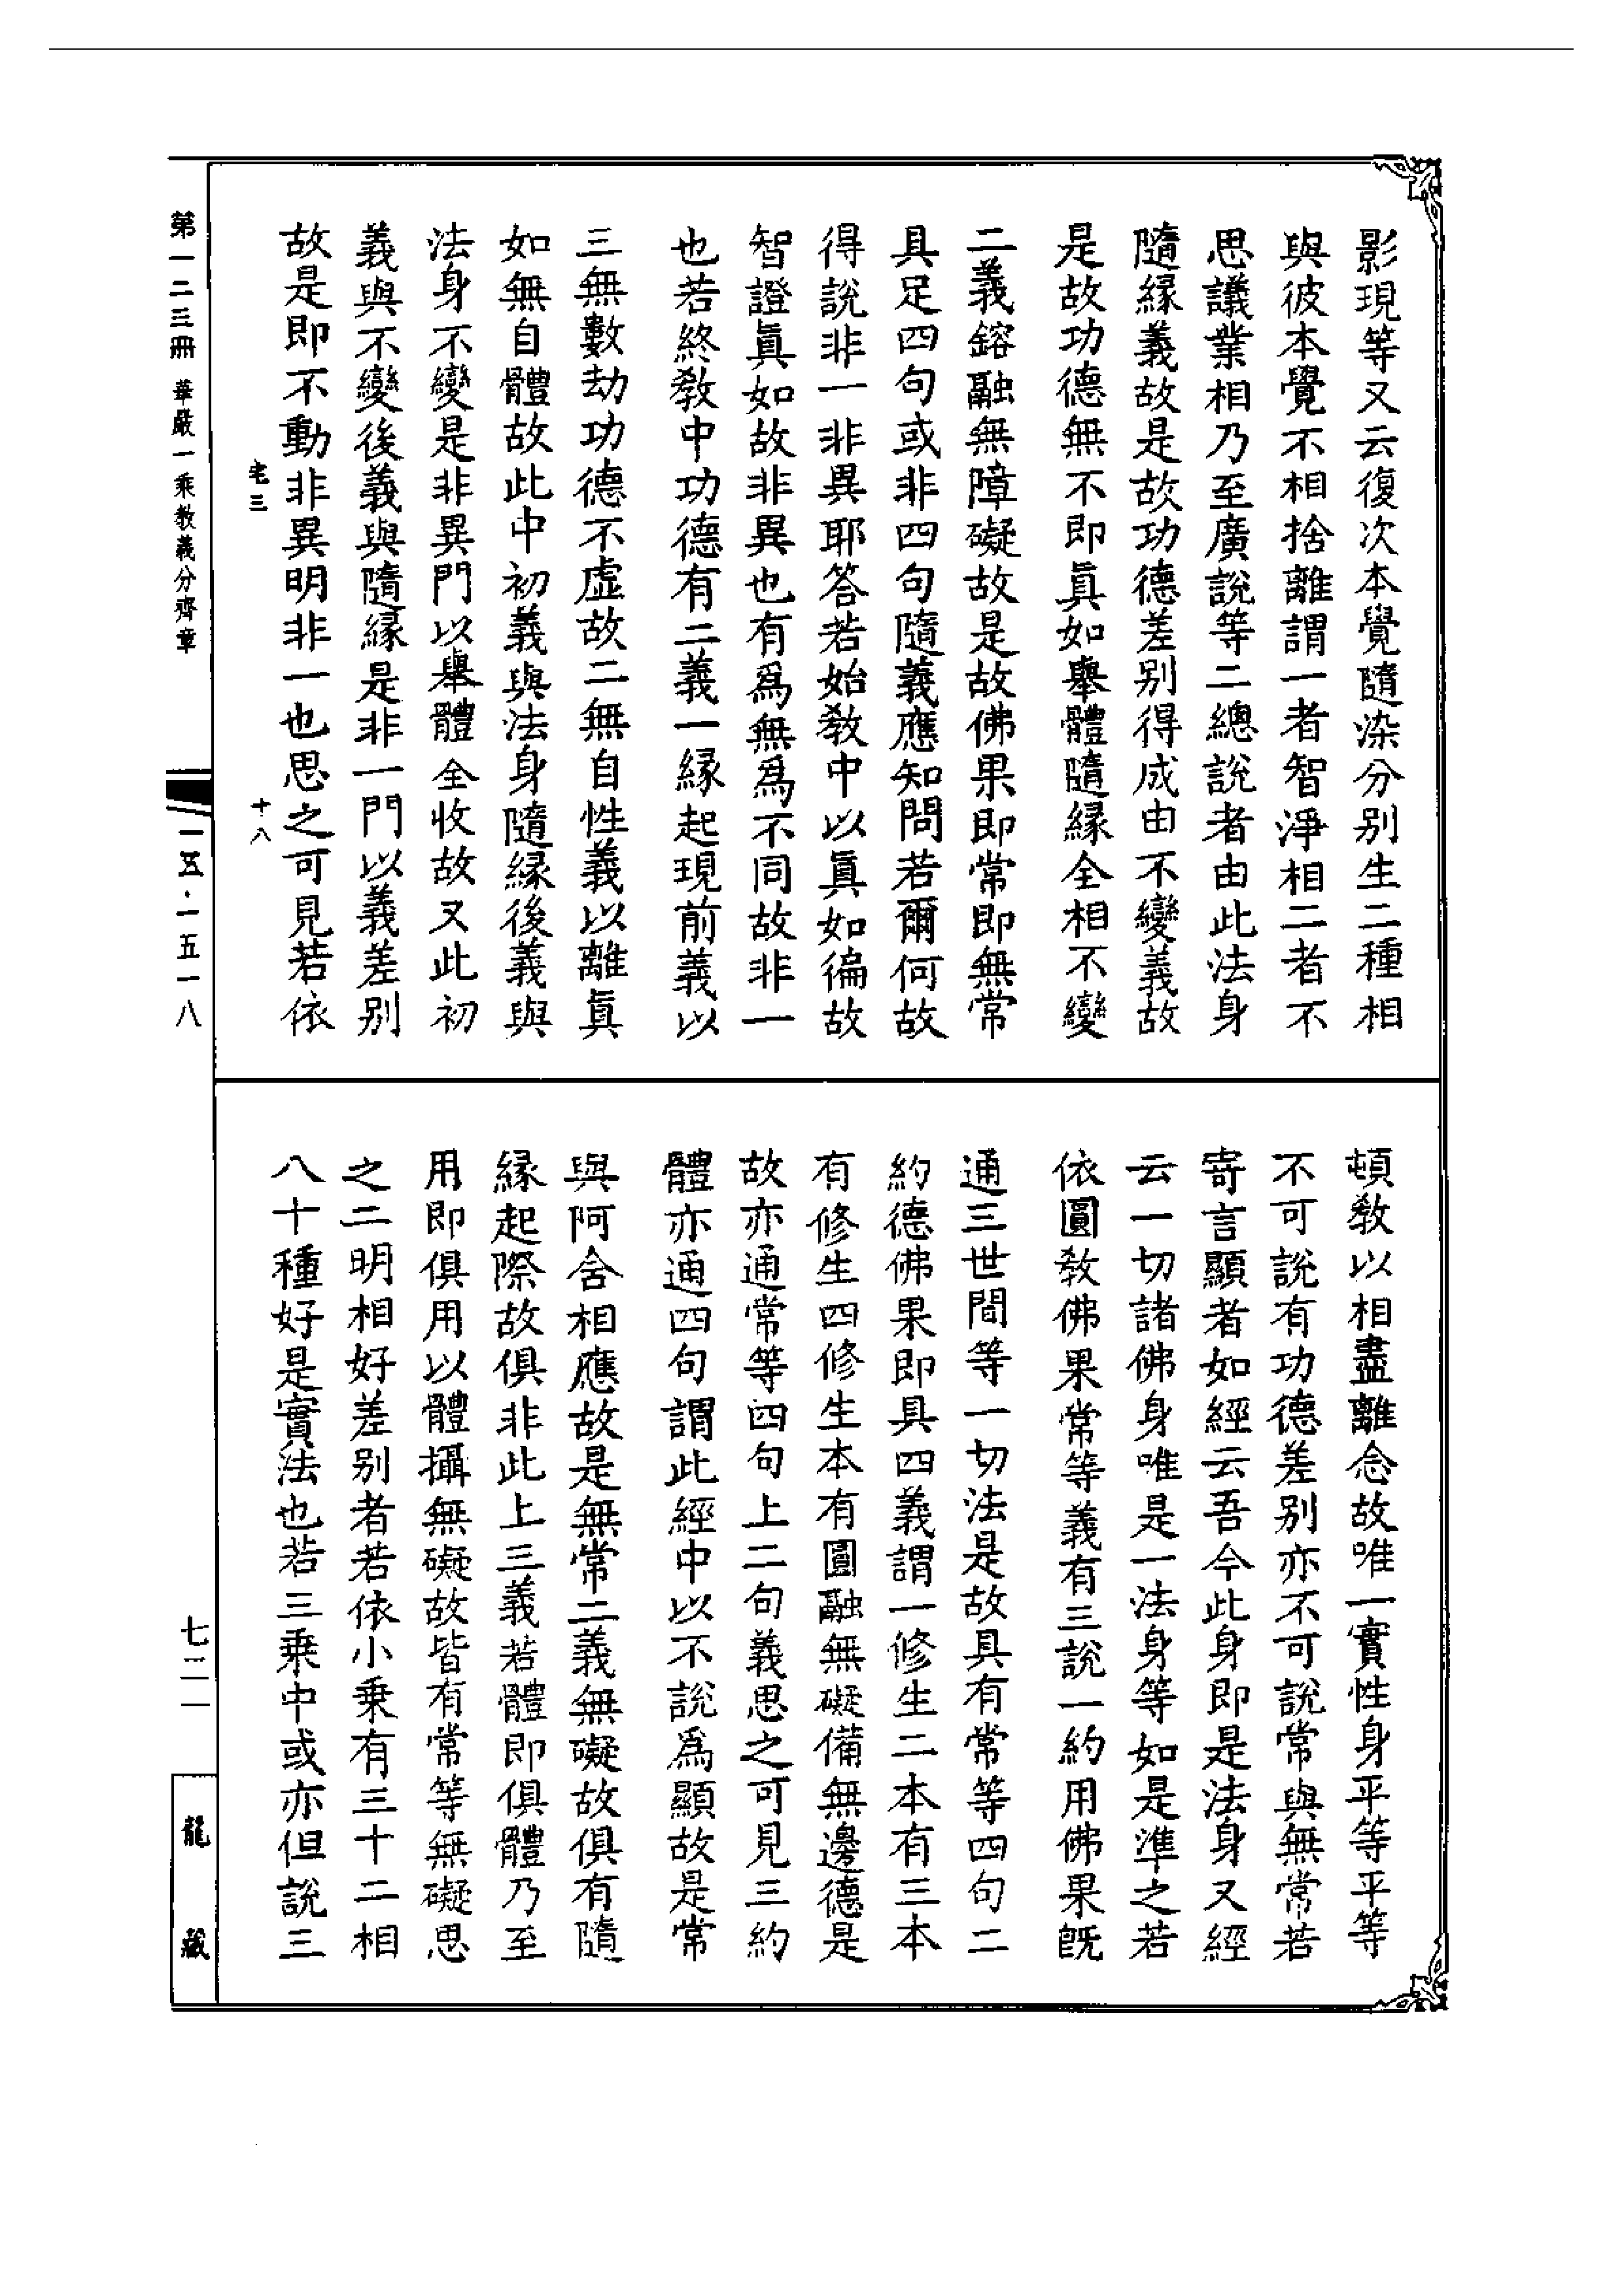 影現等又云復次本覺隨染分別生二種相
與彼本覺不相捨離謂一者智淨相二者不
思議業相乃至廣說等二總說者由此法身
隨緣義故是故功德差别得成由不變義故
是故功德無不即眞如舉體隨緣全相不變
二義鎔融無障礙故是故佛果即常即無常
具足四句或非四句隨義應知問若爾何故
得說非一非異耶答若始教中以眞如徧故
智證眞如故非異也有爲無爲不同故非一
也若終教中功德有二義一緣起現前義以
三無數劫功德不虛故二無自性義以離眞
如無自體故此中初義與法身隨緣後義與
法身不變是非異門以舉體全收故又此初
義與不變後義與隨緣是非一門以義差别
故是即不動非異明非一也思之可見若依
宅三 十八
第一二三冊 華嚴一乘教義分齊章
一五·一五一八
頓教以相盡離念故唯一實性身平等平等
不可說有功德差别亦不可說常與無常若
寄言顯者如經云吾今此身即是法身又經
云一切諸佛身唯是一法身等如是準之若
依圓教佛果常等義有三說一約用佛果旣
通三世間等一切法是故具有常等四句二
約德佛果即具四義謂一修生二本有三本
有修生四修生本有圓融無礙備無邊德是
故亦通常等四句上二句義思之可見三約
體亦通四句謂此經中以不說爲顯故是常
與阿含相應故是無常二義無礙故俱有隨
緣起際故俱非此上三義若體即俱體乃至
用即俱用以體攝無礙故皆有常等無礙思
之二明相好差别者若依小乘有三十二相
八十種好是實法也若三乘中或亦但說三
七二一
龍藏